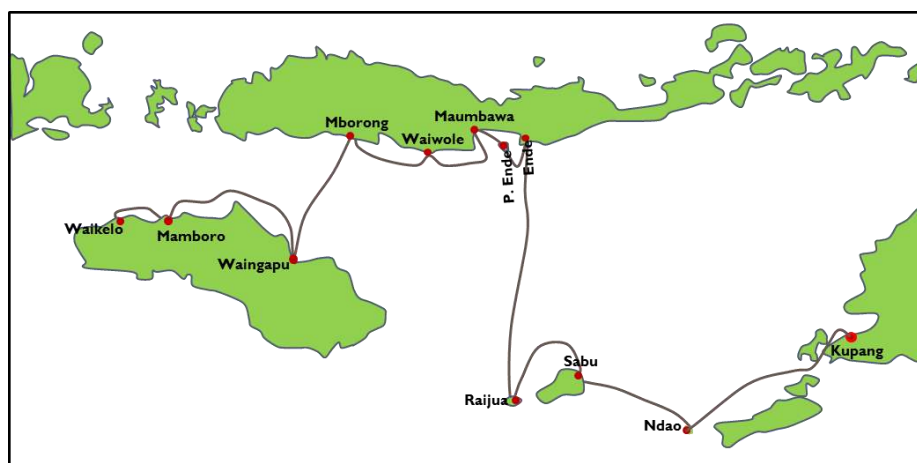 Mborong
Maumbawa
Waiwole
P. Ende
Ende
Waikelo
Mamboro
Waingapu
Sabu
Kupang
Raijua
Ndao